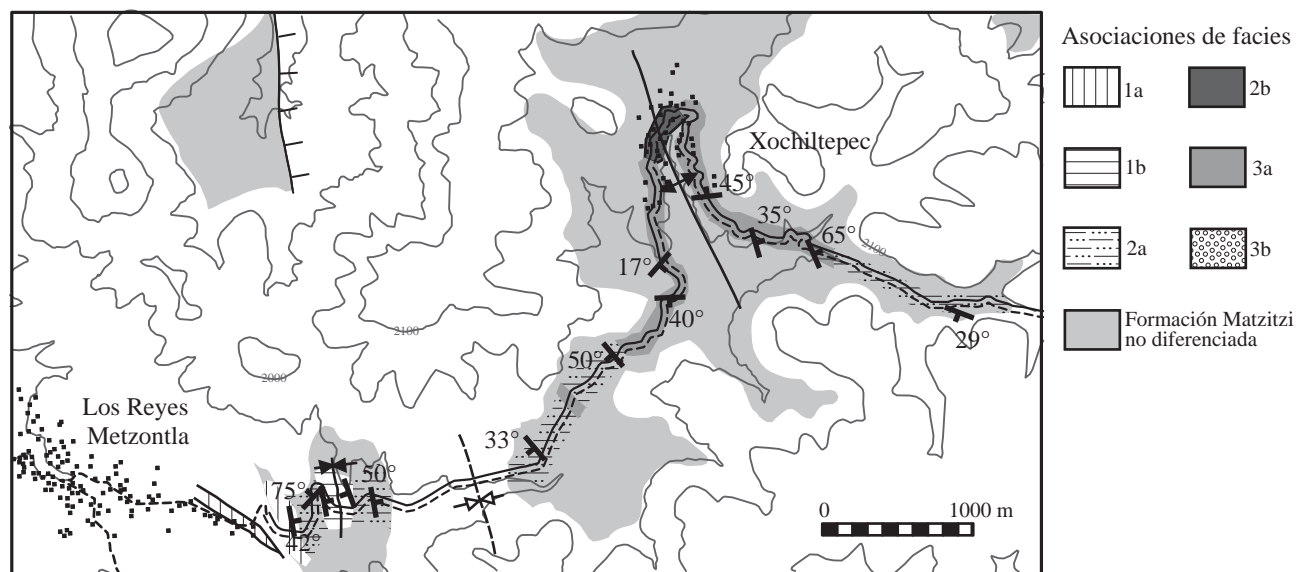 Asociaciones de facies
1a
2b
1b
3a
2a
3b
Formación Matzitzi
no diferenciada
Xochiltepec
45°
35°
65°
2100
17°
40°
29°
2100
50°
2000
Los Reyes
Metzontla
33°
50°
75°
42°
0
1000 m